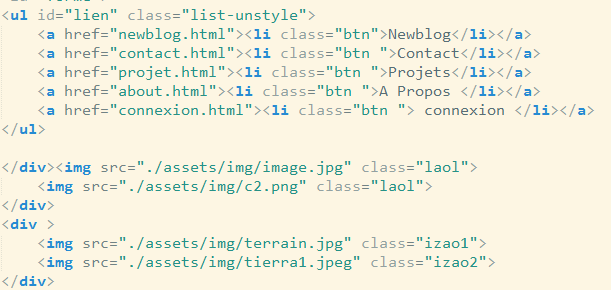 <ul id="lien" class="list-unstyle">
<a href="newblog.html"><li class="btn">Newblog</li></a>
<a href="contact.html"><li class="btn ">Contact</li></a>
<a href="projet.html"><li class="btn ">Projets</li></a>
<a href="about.html"><li class="btn ">A Propos </li></a>
<a href="connexion.html"><li class="btn "> connexion </li></a>
</ul>
</div><img src="./assets/img/image.jpg" class="laol">
<img src="./assets/img/c2.png" class="laol">
</div>
<div >
<img src="./assets/img/terrain.jpg" class="izao1">
<img src="./assets/img/tierra1.jpeg" class="izao2">
</div>